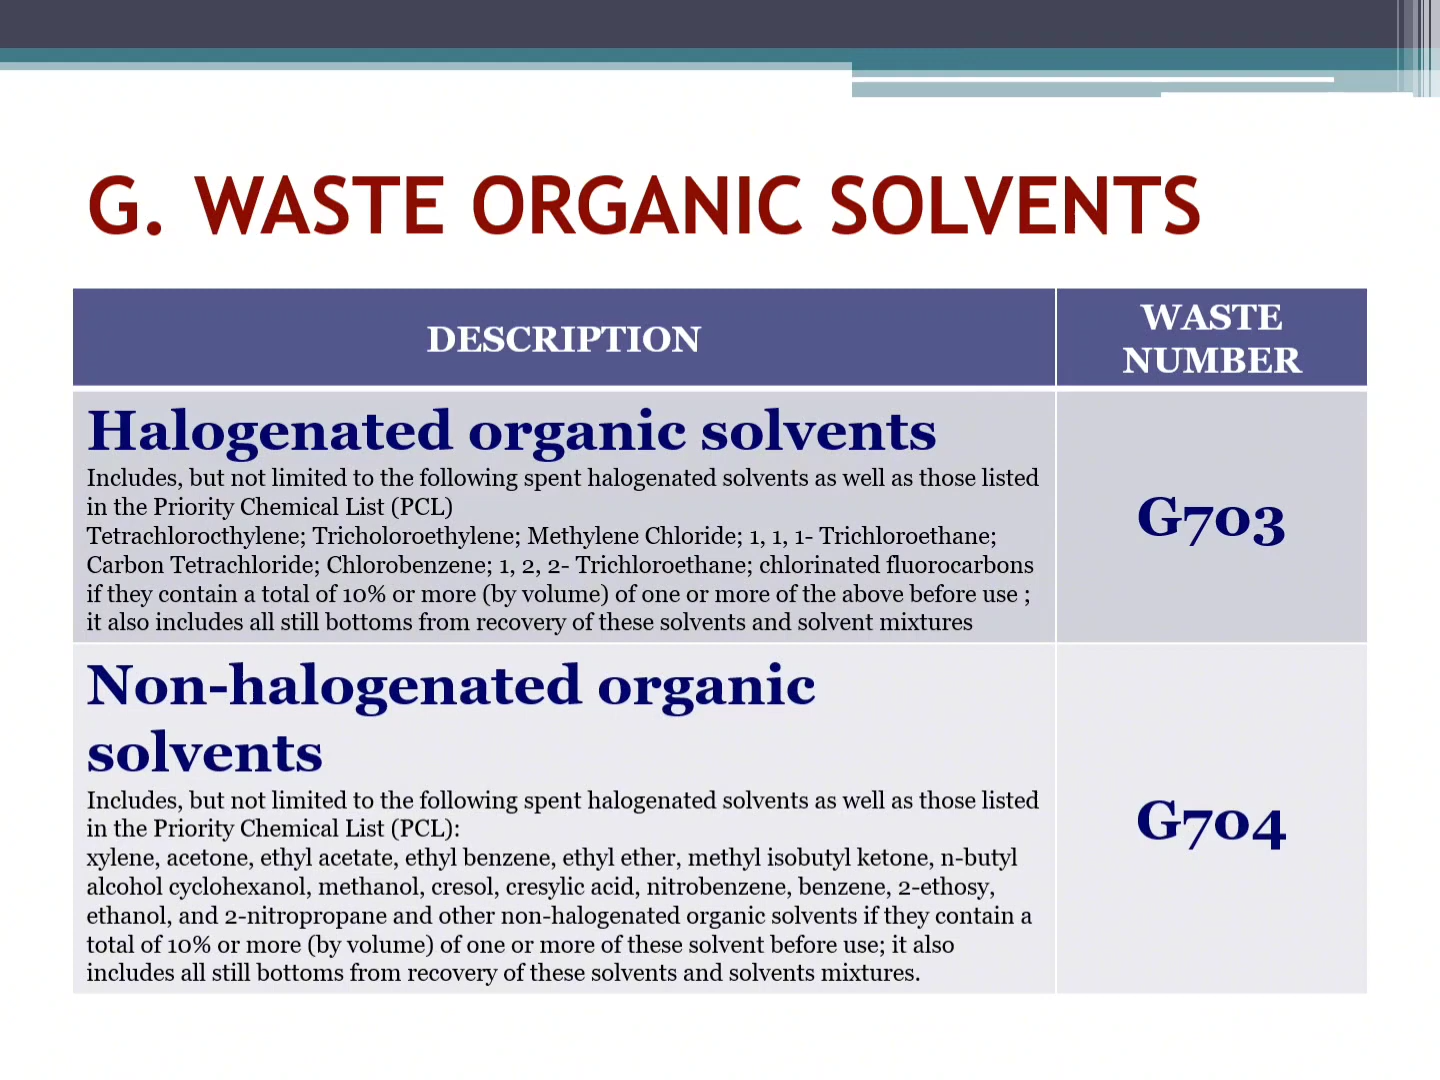 G. WASTE ORGANIC SOLVENTS
DESCRIPTION
WASTE
NUMBER
Halogenated organic solvents
Includes, but not limited to the following spent halogenated solvents as well as those listed
in the Priority Chemical List (PCL)
Tetrachlorocthylene; Tricholoroethylene; Methylene Chloride; 1, 1, 1- Trichloroethane;
Carbon Tetrachloride; Chlorobenzene; 1, 2, 2- Trichloroethane; chlorinated fluorocarbons
if they contain a total of 10% or more (by volume) of one or more of the above before use ;
it also includes all still bottoms from recovery of these solvents and solvent mixtures
G703
Non-halogenated organic
solvents
Includes, but not limited to the following spent halogenated solvents as well as those listed
in the Priority Chemical List (PCL):
xylene, acetone, ethyl acetate, ethyl benzene, ethyl ether, methyl isobutyl ketone, n-butyl
alcohol cyclohexanol, methanol, cresol, cresylic acid, nitrobenzene, benzene, 2-ethosy,
ethanol, and 2-nitropropane and other non-halogenated organic solvents if they contain a
total of 10% or more (by volume) of one or more of these solvent before use; it also
includes all still bottoms from recovery of these solvents and solvents mixtures.
G704